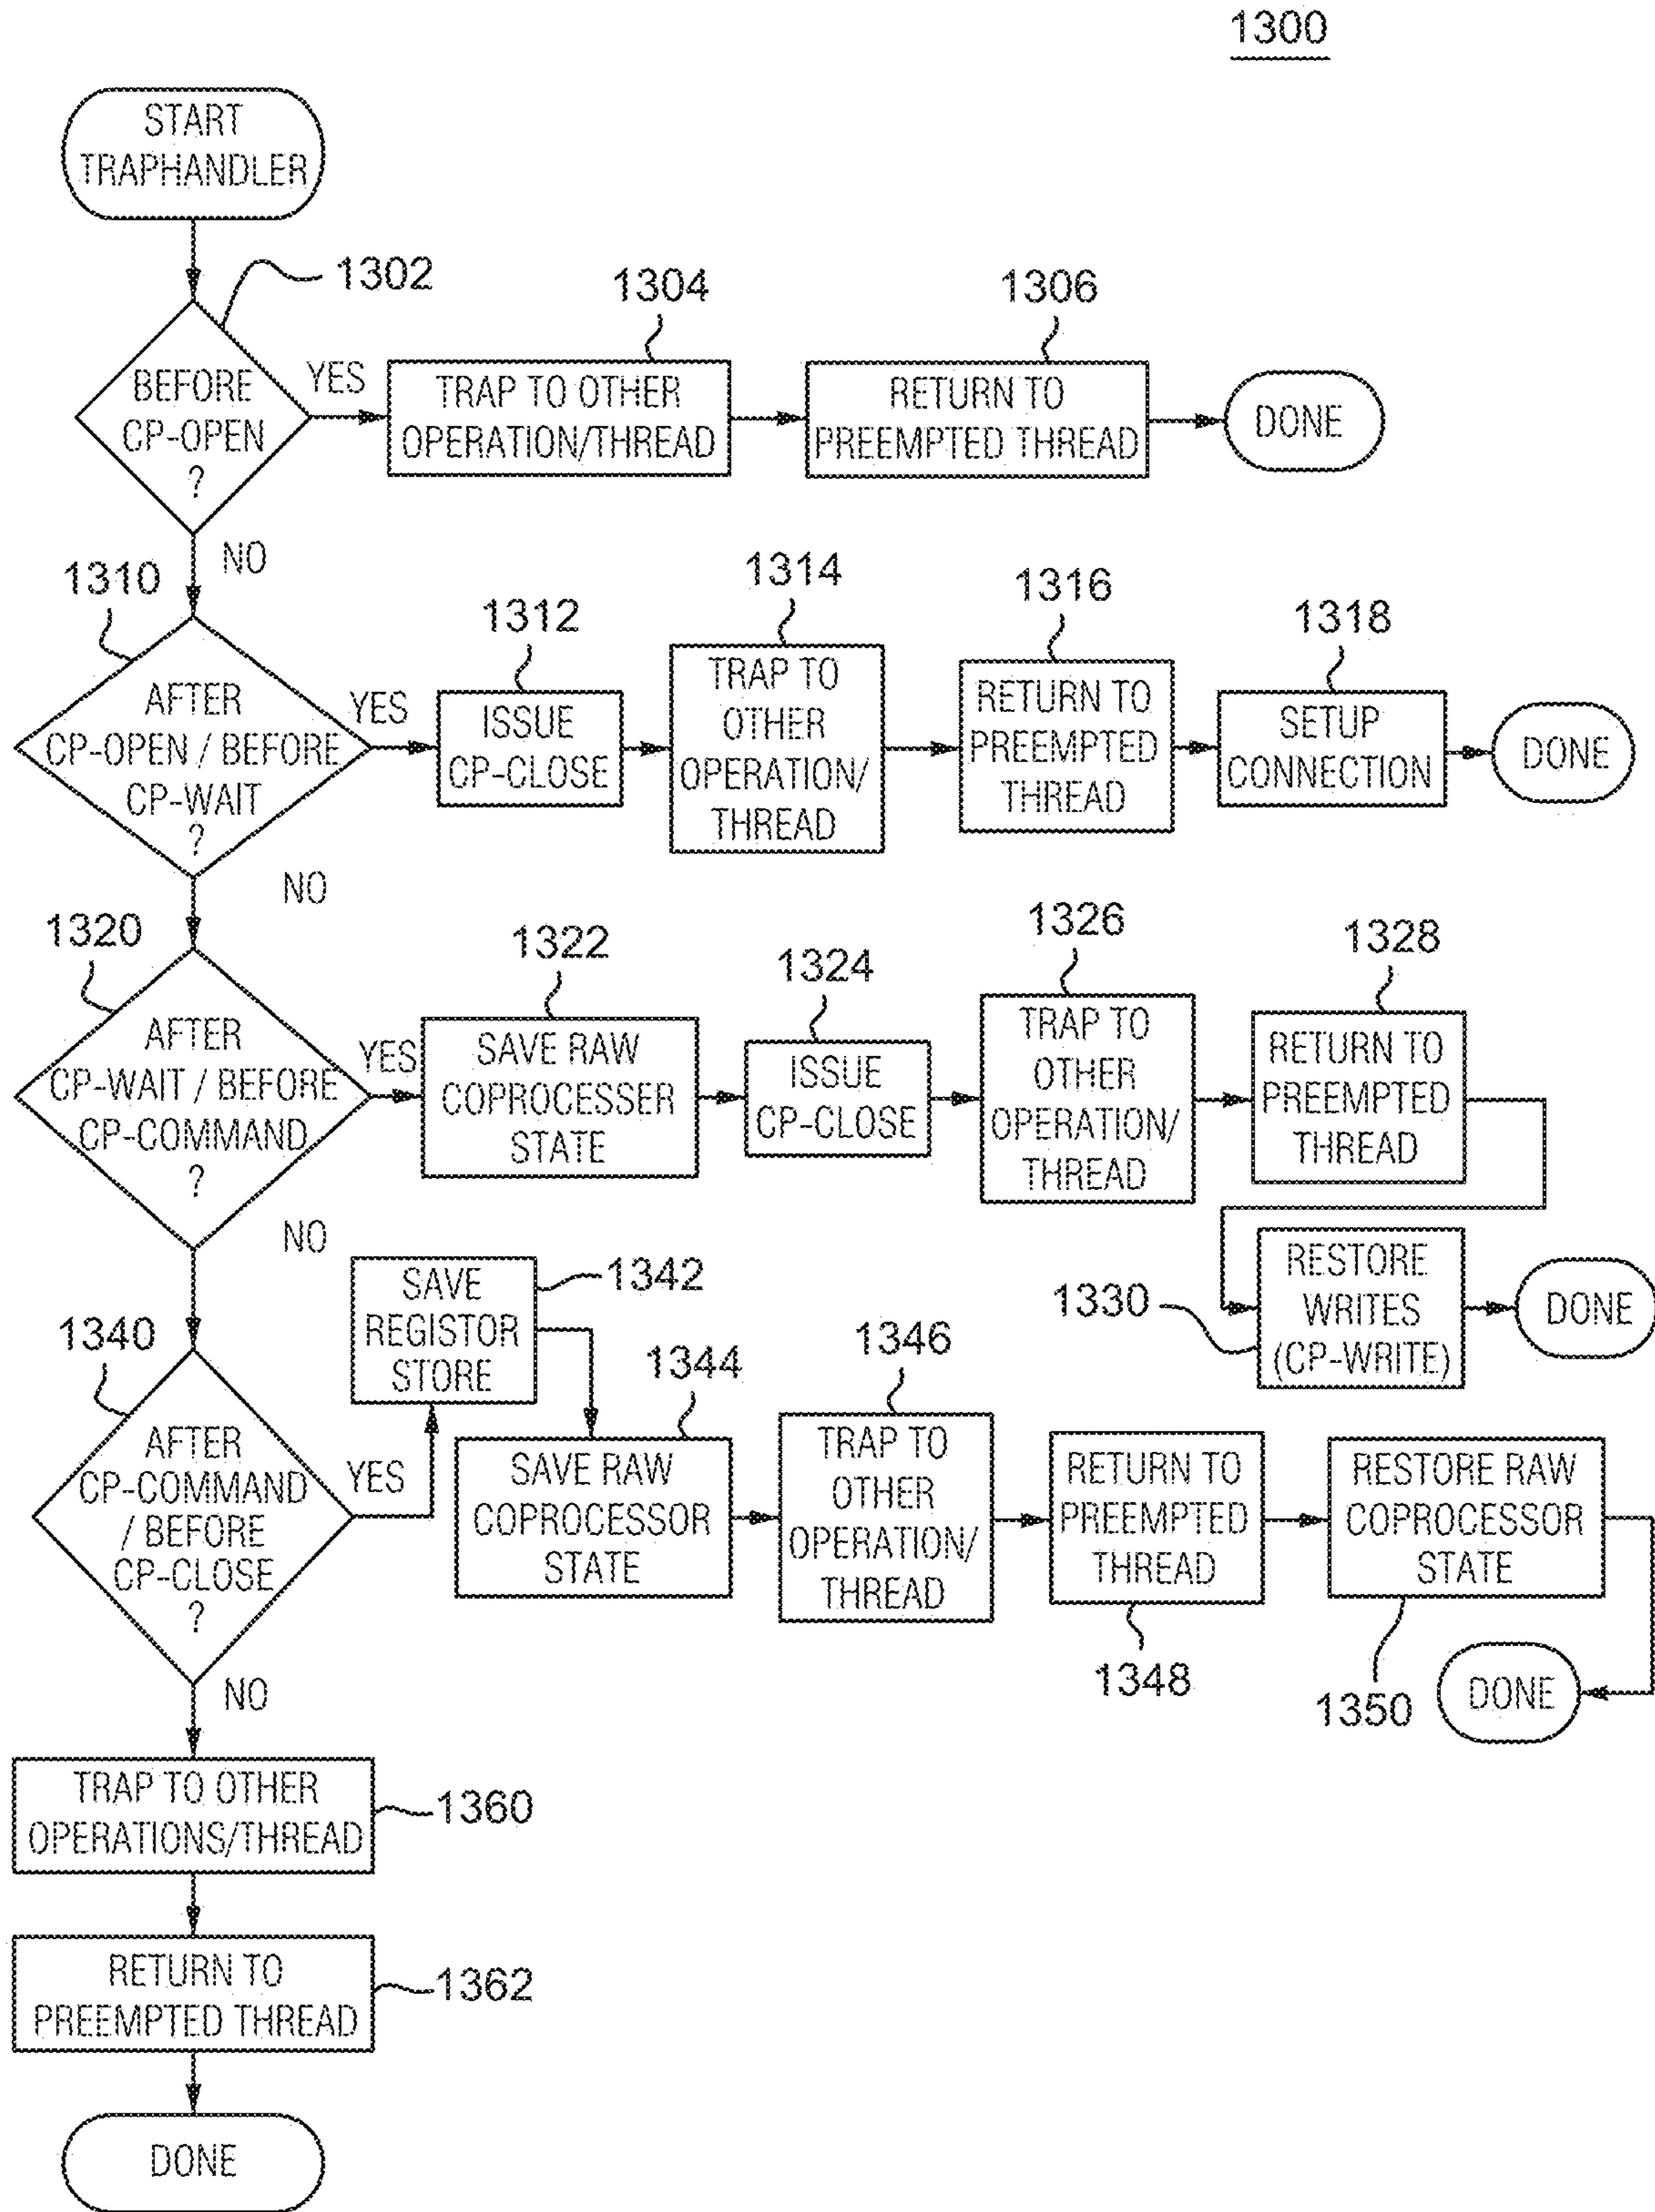 1300
START
TRAPHANDLER
1302
BEFORE
CP-OPEN
?
YES
1304
TRAP TO OTHER
OPERATION/THREAD
1306
RETURN TO
PREEMPTED THREAD
DONE
NO
1310
AFTER
CP-OPEN / BEFORE
CP-WAIT
?
YES
1312
ISSUE
CP-CLOSE
1314
TRAP TO
OTHER
OPERATION/
THREAD
1316
RETURN TO
PREEMPTED
THREAD
1318
SETUP
CONNECTION
DONE
NO
1320
AFTER
CP-WAIT / BEFORE
CP-COMMAND
?
YES
1322
SAVE RAW
COPROCESSER
STATE
1324
ISSUE
CP-CLOSE
1326
TRAP TO
OTHER
OPERATION/
THREAD
1328
RETURN TO
PREEMPTED
THREAD
1330
RESTORE
WRITES
(CP-WRITE)
DONE
NO
1340
AFTER
CP-COMMAND
/ BEFORE
CP-CLOSE
?
YES
1342
SAVE
REGISTOR
STORE
1344
SAVE RAW
COPROCESSOR
STATE
1346
TRAP TO
OTHER
OPERATION/
THREAD
1348
RETURN TO
PREEMPTED
THREAD
1350
RESTORE RAW
COPROCESSOR
STATE
DONE
NO
TRAP TO OTHER
OPERATIONS/THREAD
1360
RETURN TO
PREEMPTED THREAD
1362
DONE